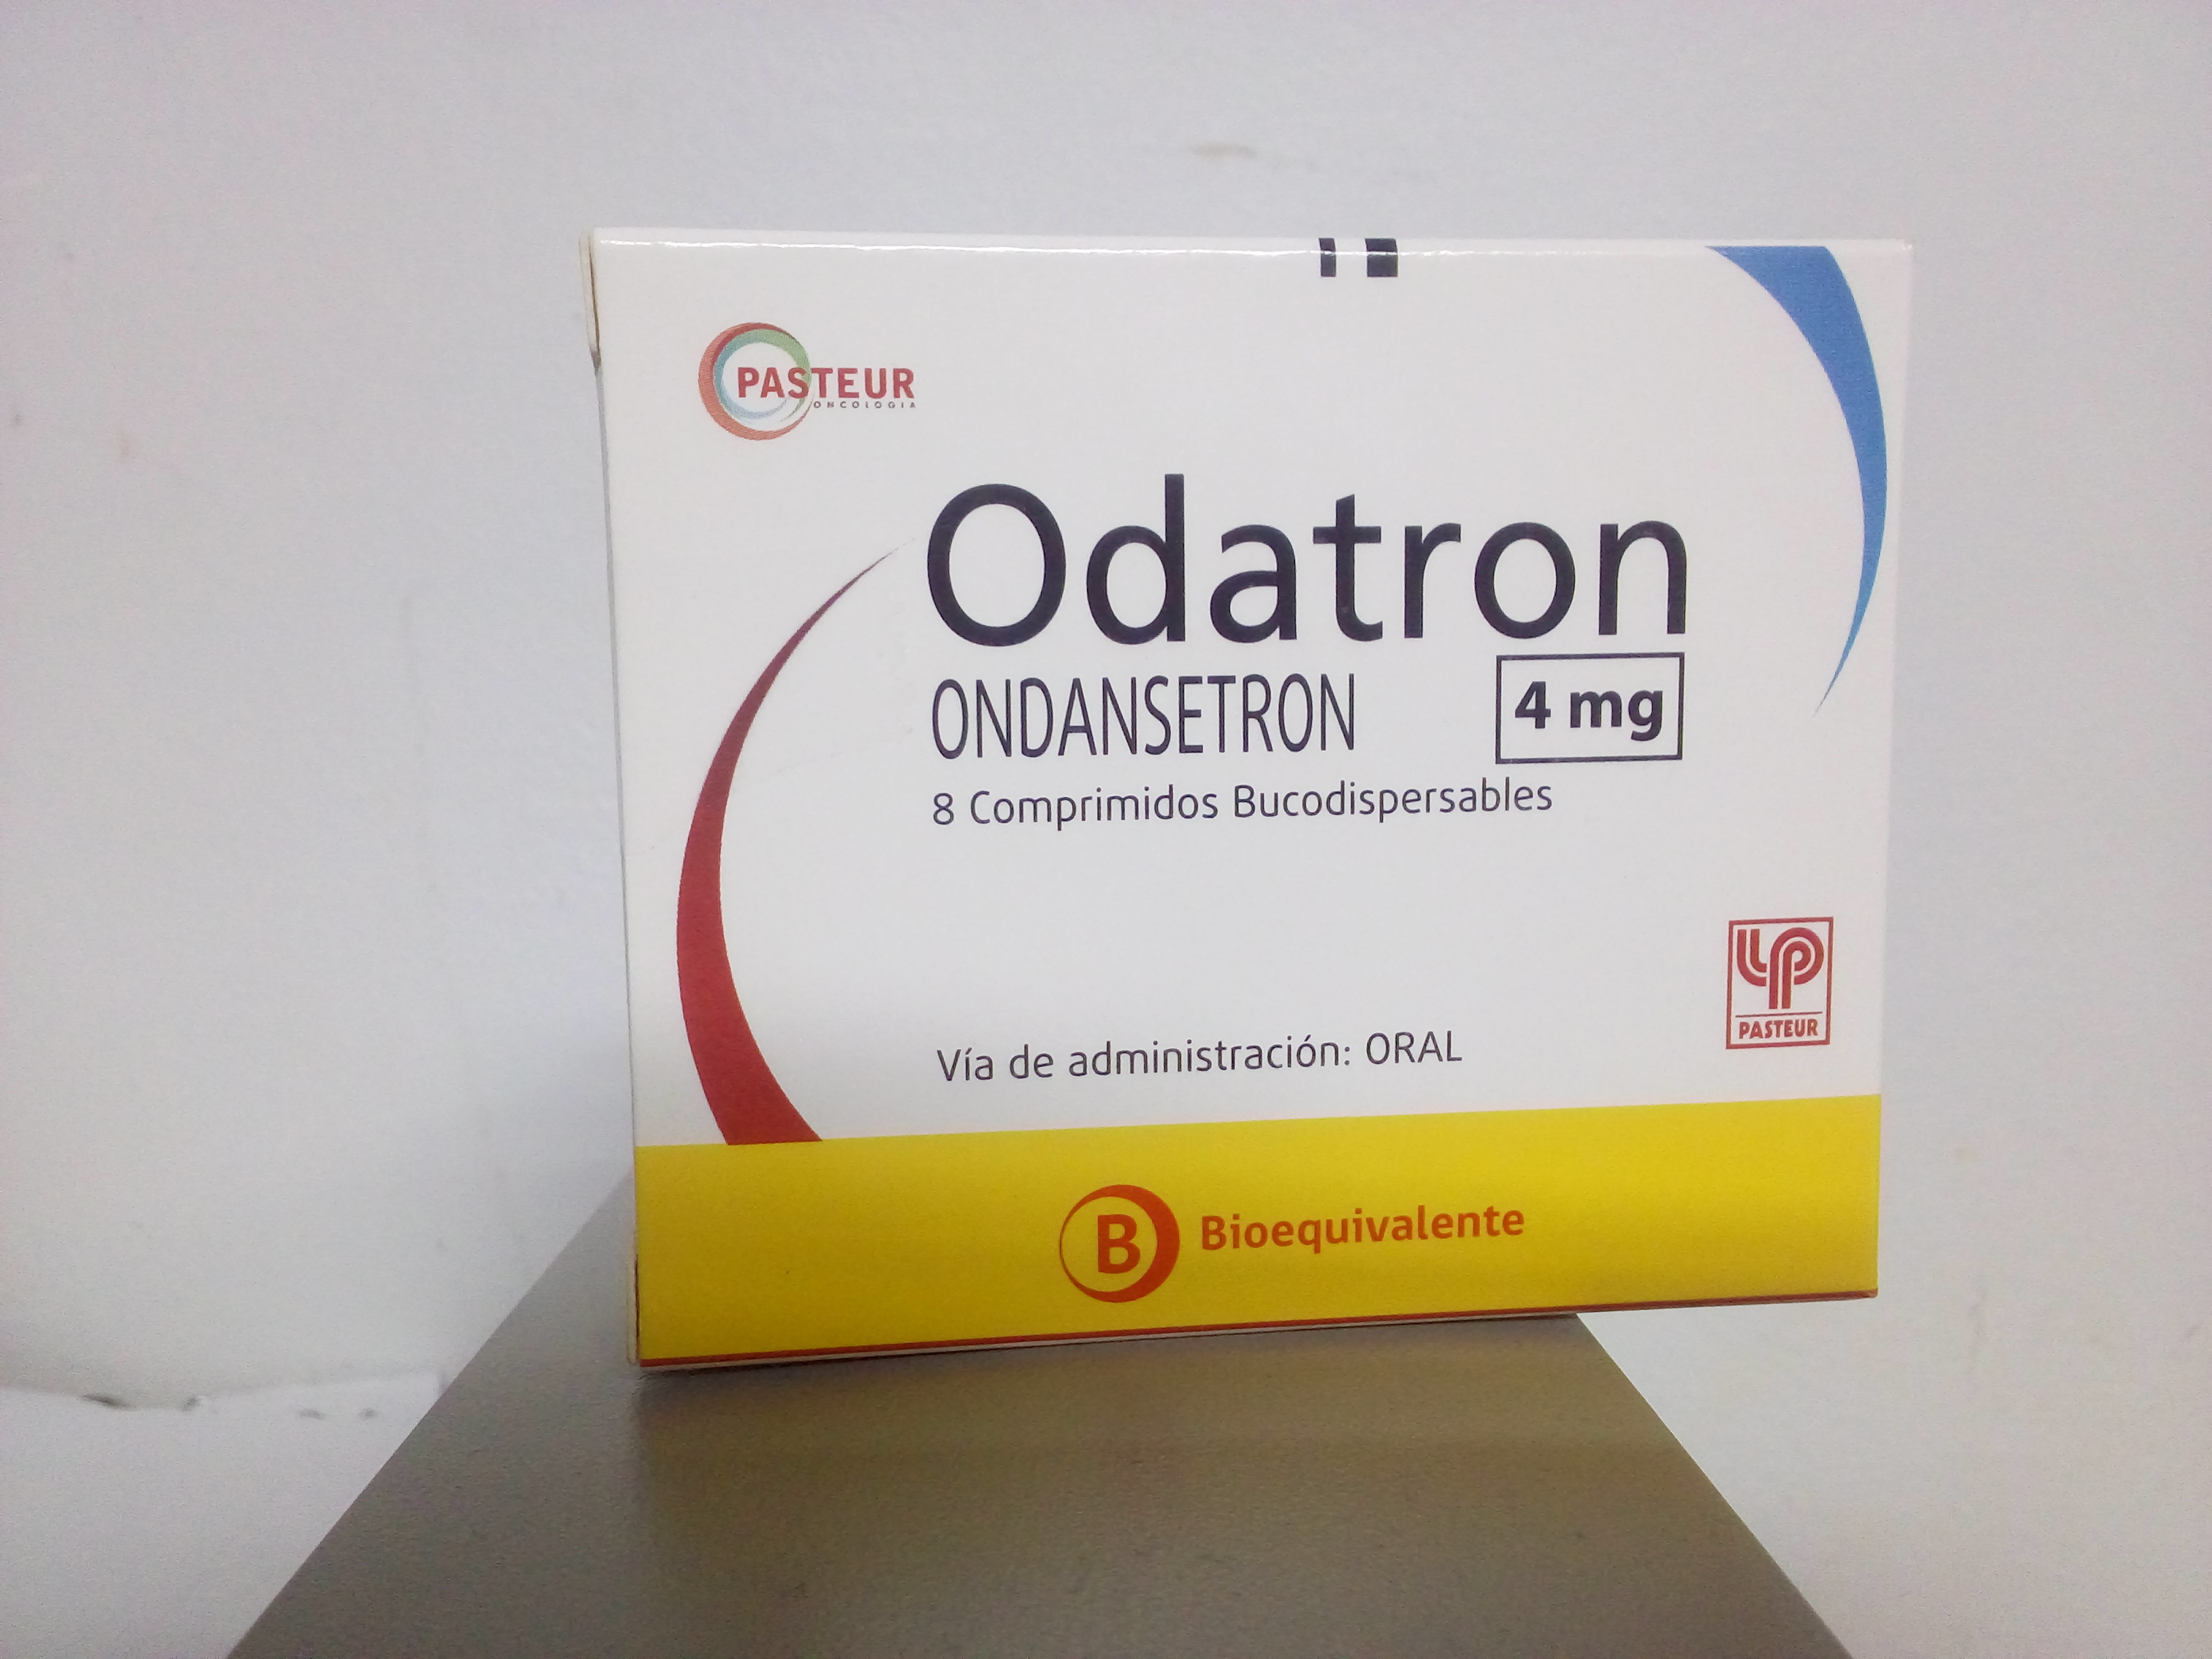 PASTEUR
ONCOLOGIA
Odatron
ONDANSETRON
4 mg
8 Comprimidos Bucodispersables
LP
PASTEUR
Vía de administración: ORAL
B Bioequivalente